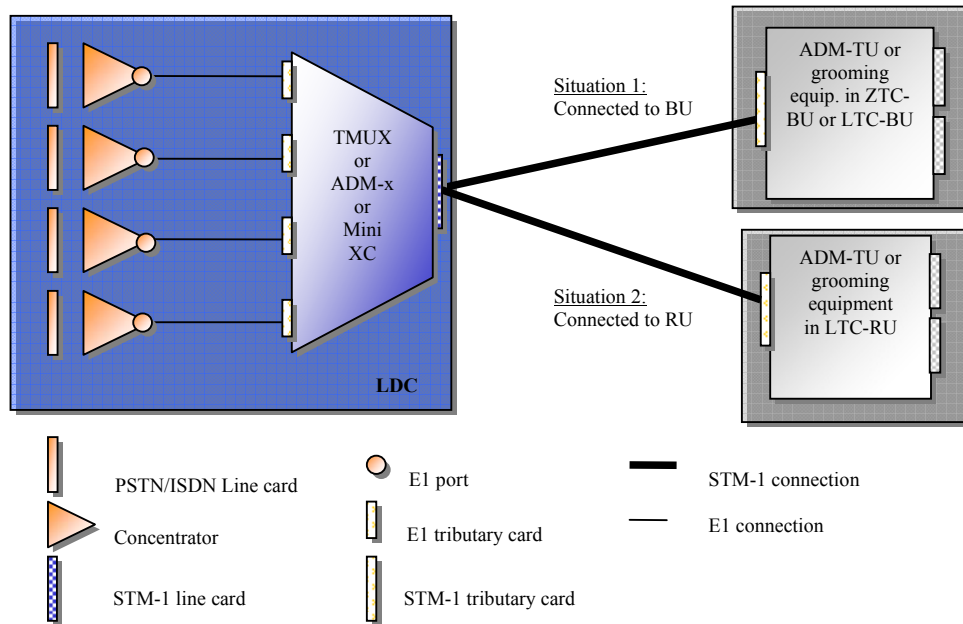 TMUX
or
ADM-x
or
Mini
XC
LDC
Situation 1:
Connected to BU
Situation 2:
Connected to RU
ADM-TU or
grooming
equip. in ZTC-
BU or LTC-BU
ADM-TU or
grooming
equipment
in LTC-RU
PSTN/ISDN Line card
E1 port
STM-1 connection
Concentrator
E1 tributary card
E1 connection
STM-1 line card
STM-1 tributary card